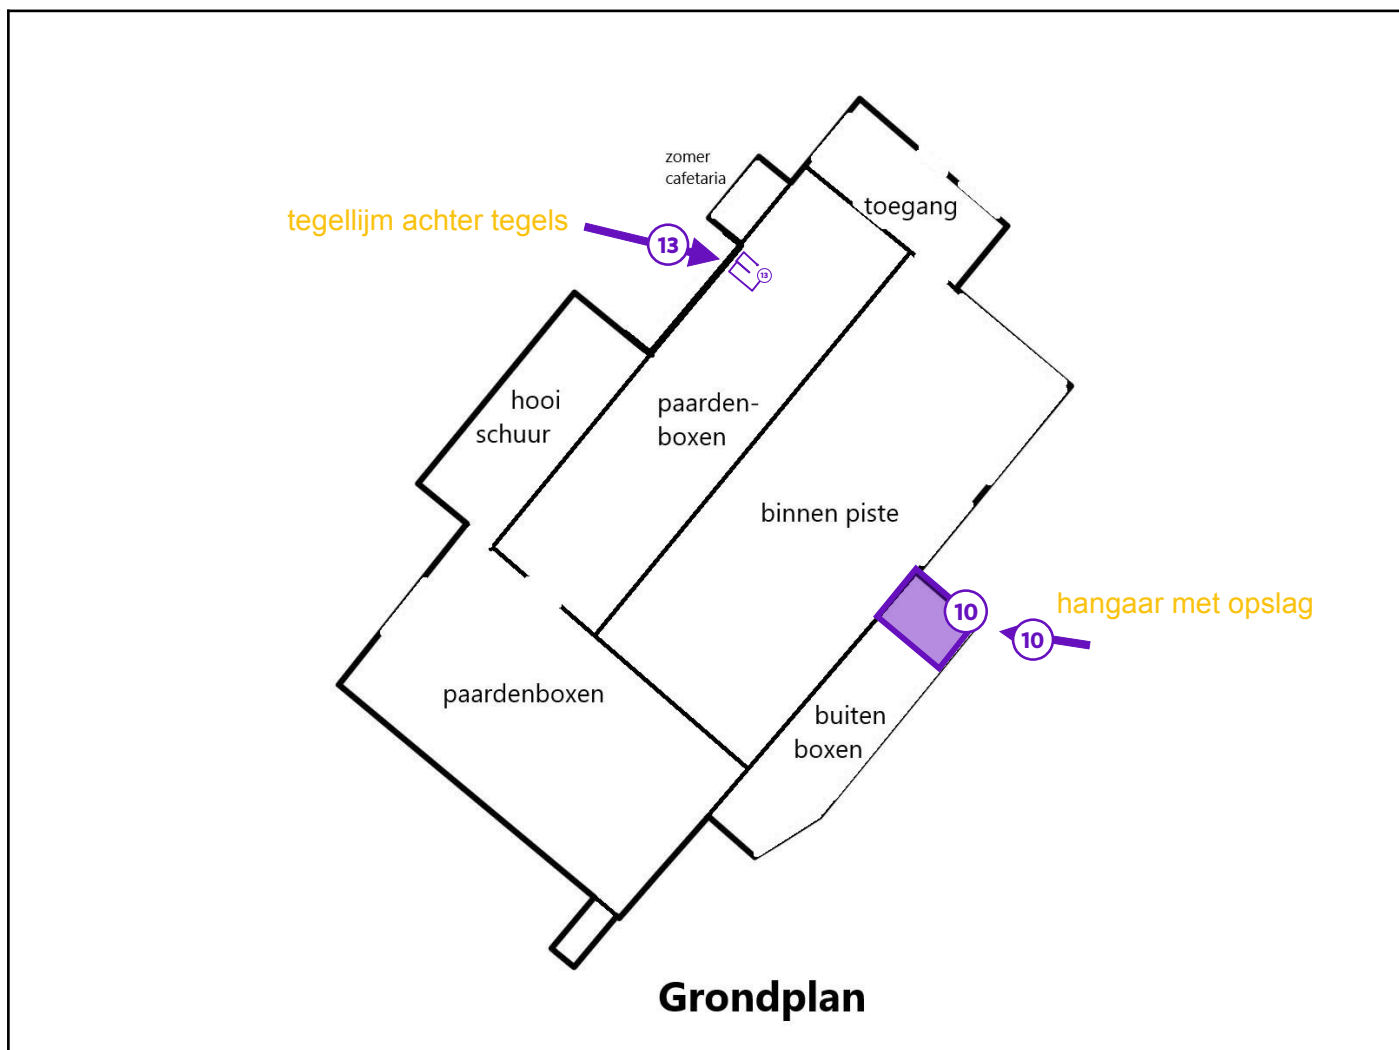 zomer
cafetaria
toegang
tegellijm achter tegels
13
13
hooi
schuur
paarden-
boxen
binnen piste
10
hangaar met opslag
10
paardenboxen
buiten
boxen
Grondplan